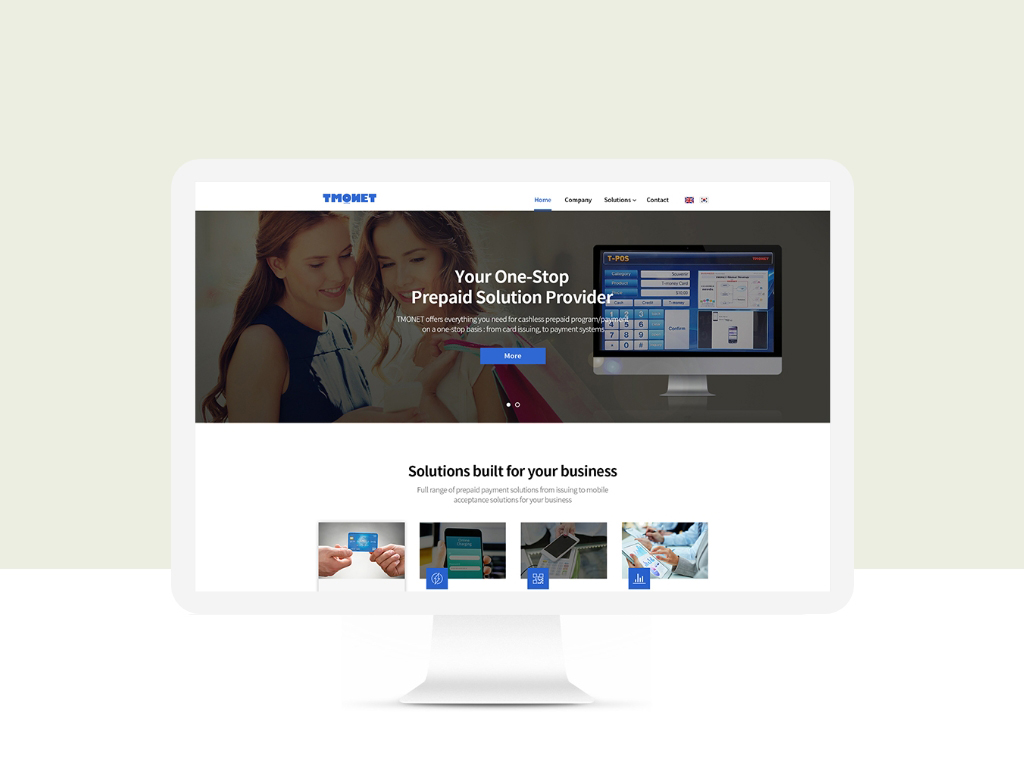 TMONET
Home Company Solutions Contact
Your One-Stop
Prepaid Solution Provider
TMONET offers everything you need for cashless prepaid program/payment
on a one-stop basis : from card issuing, to payment systems
More
T-POS
TMONET
Category Souvenir
Product T-money Card
Cash Credit T-money
1 2 3
4 5 6
Confirm
7 8 9
* 0 #
Solutions built for your business
Full range of prepaid payment solutions from issuing to mobile
acceptance solutions for your business